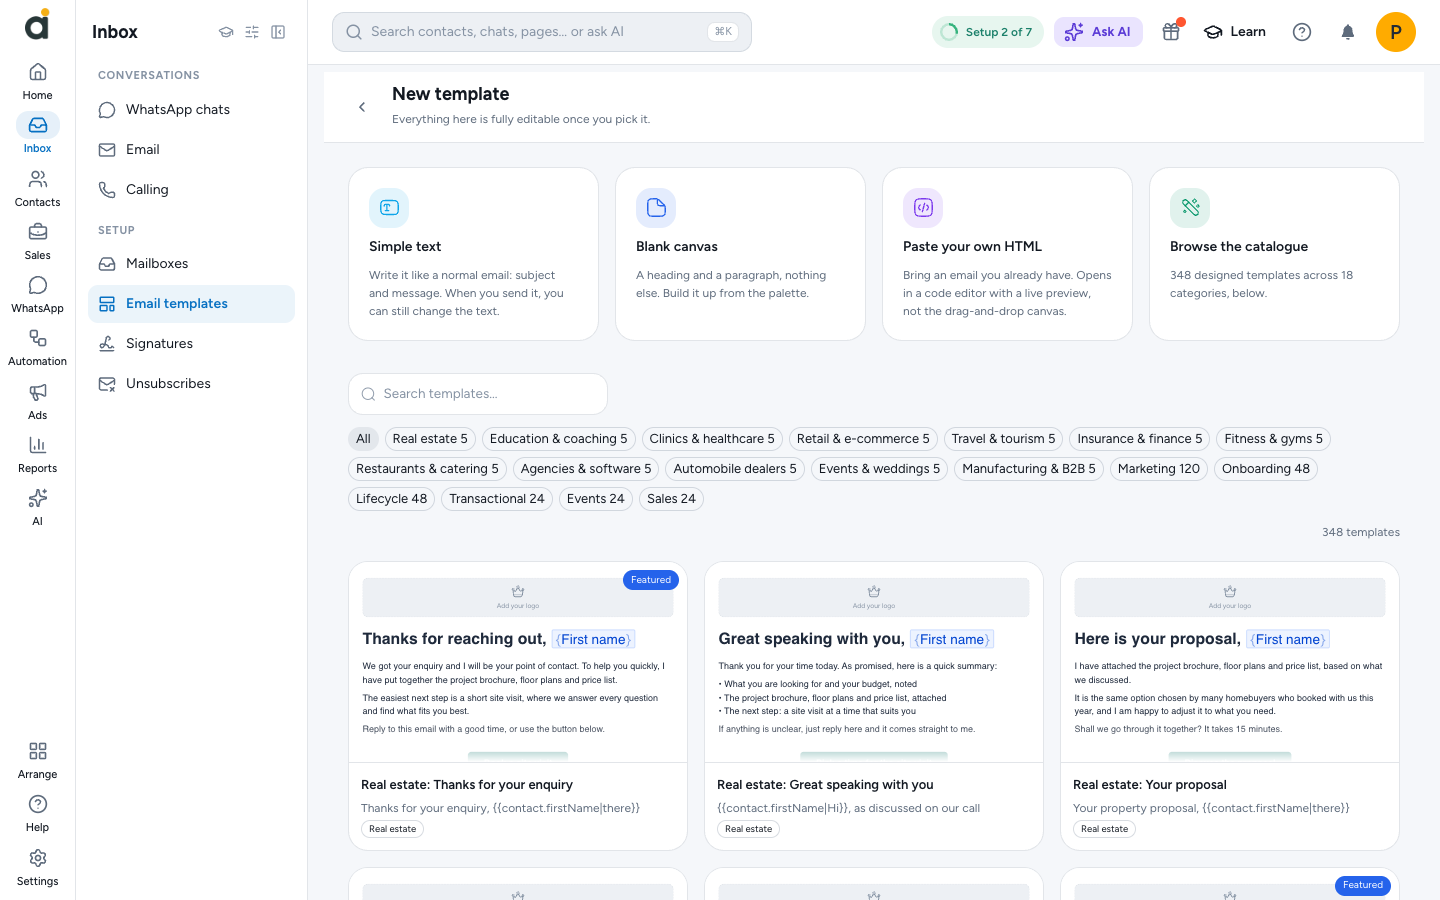 Search contacts, chats, pages... or ask AI
⌘K
Setup 2 of 7
Ask AI
Learn
P
Home
Inbox
Contacts
Sales
WhatsApp
Automation
Ads
Reports
AI
Arrange
Help
Settings
Inbox
CONVERSATIONS
WhatsApp chats
Email
Calling
SETUP
Mailboxes
Email templates
Signatures
Unsubscribes
New template
Everything here is fully editable once you pick it.
Simple text
Write it like a normal email: subject
and message. When you send it, you
can still change the text.
Blank canvas
A heading and a paragraph, nothing
else. Build it up from the palette.
Paste your own HTML
Bring an email you already have. Opens
in a code editor with a live preview,
not the drag-and-drop canvas.
Browse the catalogue
348 designed templates across 18
categories, below.
Search templates...
All Real estate 5 Education & coaching 5 Clinics & healthcare 5 Retail & e-commerce 5 Travel & tourism 5 Insurance & finance 5 Fitness & gyms 5
Restaurants & catering 5 Agencies & software 5 Automobile dealers 5 Events & weddings 5 Manufacturing & B2B 5 Marketing 120 Onboarding 48
Lifecycle 48 Transactional 24 Events 24 Sales 24
348 templates
Featured
Add your logo
Thanks for reaching out, {First name}
We got your enquiry and I will be your point of contact. To help you quickly, I
have put together the project brochure, floor plans and price list.
The easiest next step is a short site visit, where we answer every question
and find what fits you best.
Reply to this email with a good time, or use the button below.
Real estate: Thanks for your enquiry
Thanks for your enquiry, {{contact.firstName|there}}
Real estate
Add your logo
Great speaking with you, {First name}
Thank you for your time today. As promised, here is a quick summary:
• What you are looking for and your budget, noted
• The project brochure, floor plans and price list, attached
• The next step: a site visit at a time that suits you
If anything is unclear, just reply here and it comes straight to me.
Real estate: Great speaking with you
{{contact.firstName|Hi}}, as discussed on our call
Real estate
Add your logo
Here is your proposal, {First name}
I have attached the project brochure, floor plans and price list, based on what
we discussed.
It is the same option chosen by many homebuyers who booked with us this
year, and I am happy to adjust it to what you need.
Shall we go through it together? It takes 15 minutes.
Real estate: Your proposal
Your property proposal, {{contact.firstName|there}}
Real estate
Featured